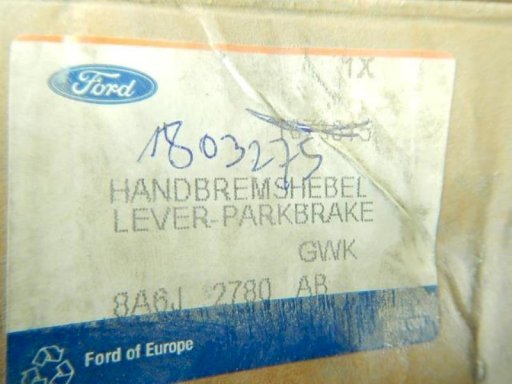 Ford
1X
1803275
HANDBREMSHEBEL
LEVER-PARKBRAKE
GWK
8A6J 2780 AB
Ford of Europe